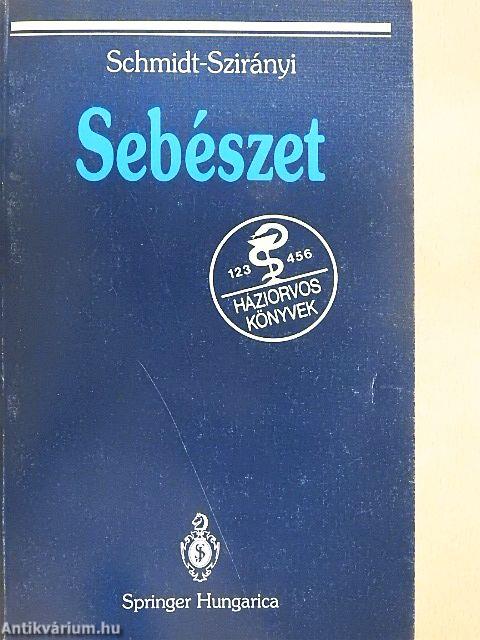 Schmidt-Szirányi
Sebészet
123 456
HÁZIORVOS
KÖNYVEK
S
Springer Hungarica
Antikvárium.hu